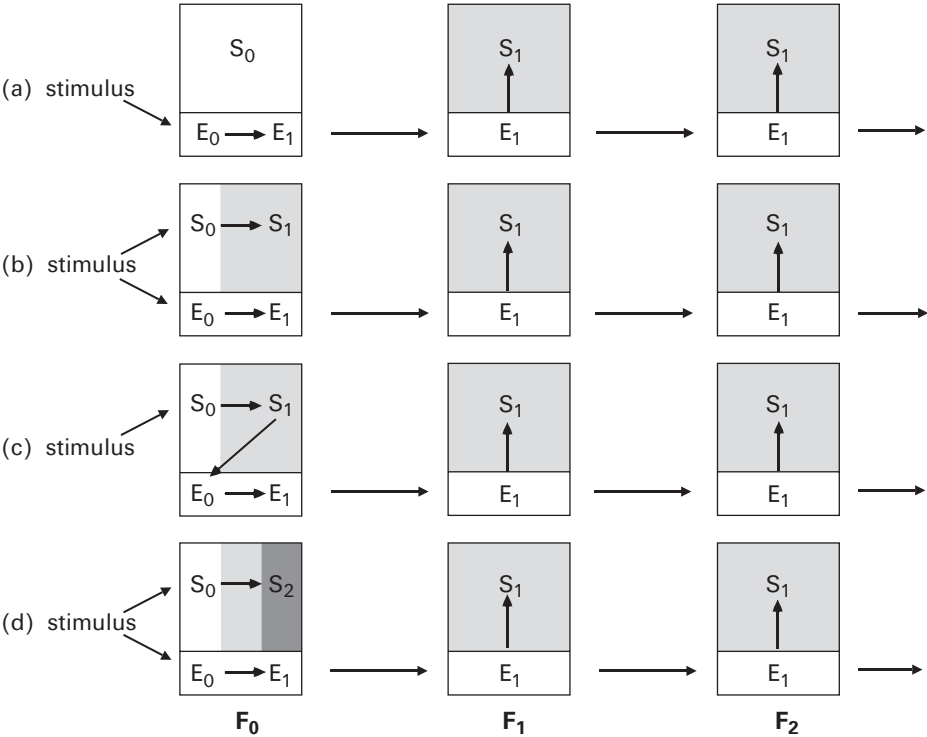 S₀ S₁ S₁
(a) stimulus
E₀ E₁ E₁ E₁
S₀ S₁ S₁ S₁
(b) stimulus
E₀ E₁ E₁ E₁
S₀ S₁ S₁ S₁
(c) stimulus
E₀ E₁ E₁ E₁
S₀ S₂ S₁ S₁
(d) stimulus
E₀ E₁ E₁ E₁
F₀ F₁ F₂